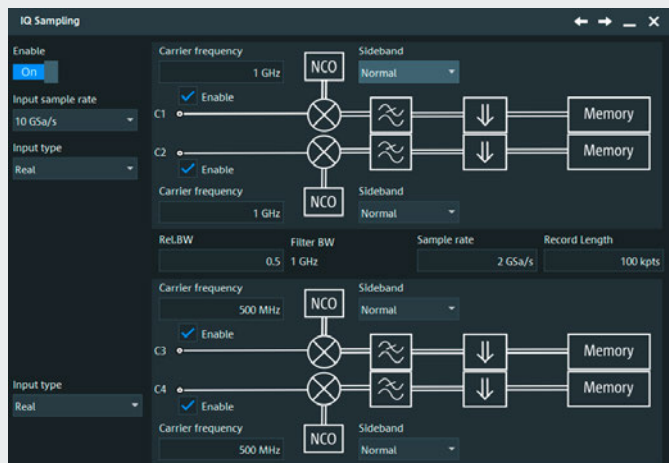 IQ Sampling
Enable
On
Input sample rate
10 GSa/s
Input type
Real
Carrier frequency
1 GHz
Enable
NCO
Sideband
Normal
C1
Memory
C2
Memory
Enable
Carrier frequency
1 GHz
NCO
Sideband
Normal
Rel.BW
0.5
Filter BW
1 GHz
Sample rate
2 GSa/s
Record Length
100 kpts
Carrier frequency
500 MHz
Enable
NCO
Sideband
Normal
C3
Memory
Input type
Real
C4
Memory
Enable
Carrier frequency
500 MHz
NCO
Sideband
Normal